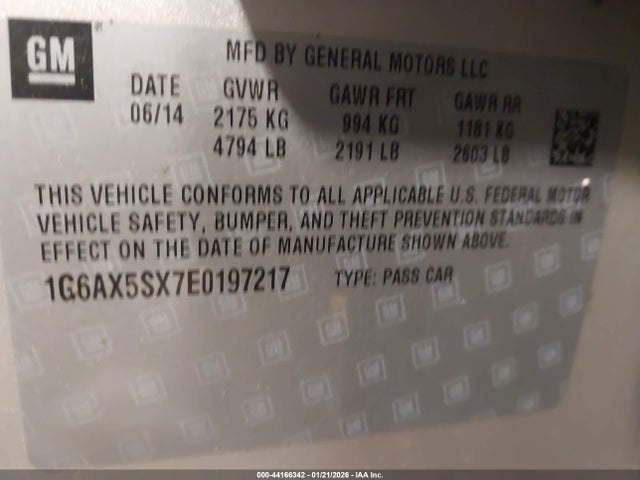 GM ®
MFD BY GENERAL MOTORS LLC
DATE GVWR GAWR FRT GAWR RR
06/14 2175 KG 994 KG 1181 KG
4794 LB 2191 LB 2603 LB
THIS VEHICLE CONFORMS TO ALL APPLICABLE U.S. FEDERAL MOTOR
VEHICLE SAFETY, BUMPER, AND THEFT PREVENTION STANDARDS IN
EFFECT ON THE DATE OF MANUFACTURE SHOWN ABOVE.
1G6AX5SX7E0197217 TYPE: PASS CAR
000-44166342 - 01/21/2026 - IAA Inc.